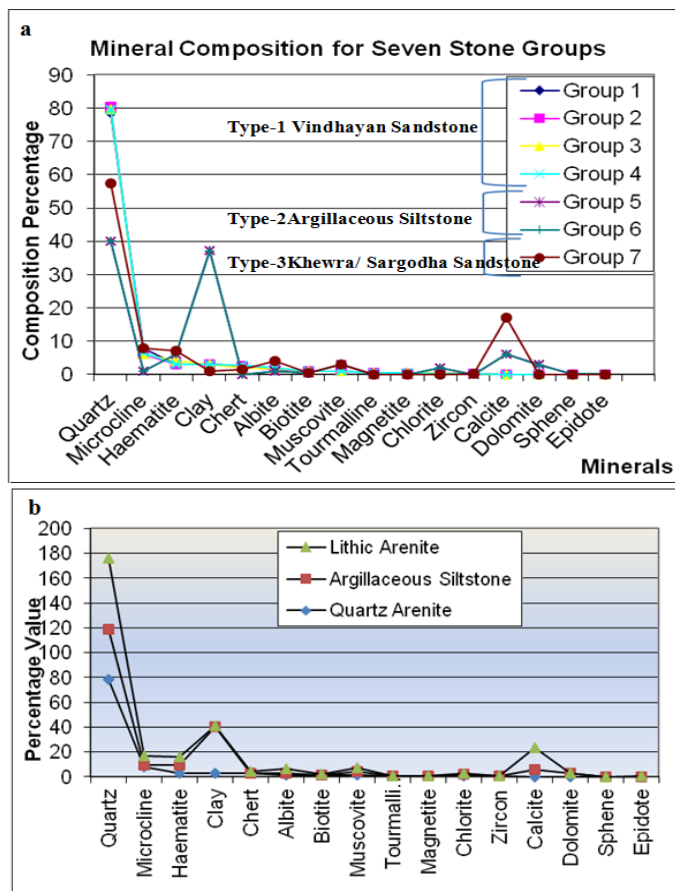 a
Mineral Composition for Seven Stone Groups
Composition Percentage
90
80
70
60
50
40
30
20
10
0
Type-1 Vindhayan Sandstone
Type-2Argillaceous Siltstone
Type-3Khewra/ Sargodha Sandstone
Group 1
Group 2
Group 3
Group 4
Group 5
Group 6
Group 7
Quartz
Microcline
Haematite
Clay
Chert
Albite
Biotite
Muscovite
Tourmalline
Magnetite
Chlorite
Zircon
Calcite
Dolomite
Sphene
Epidote
Minerals
b
Percentage Value
200
180
160
140
120
100
80
60
40
20
0
Lithic Arenite
Argillaceous Siltstone
Quartz Arenite
Quartz
Microcline
Haematite
Clay
Chert
Albite
Biotite
Muscovite
Tourmalli.
Magnetite
Chlorite
Zircon
Calcite
Dolomite
Sphene
Epidote